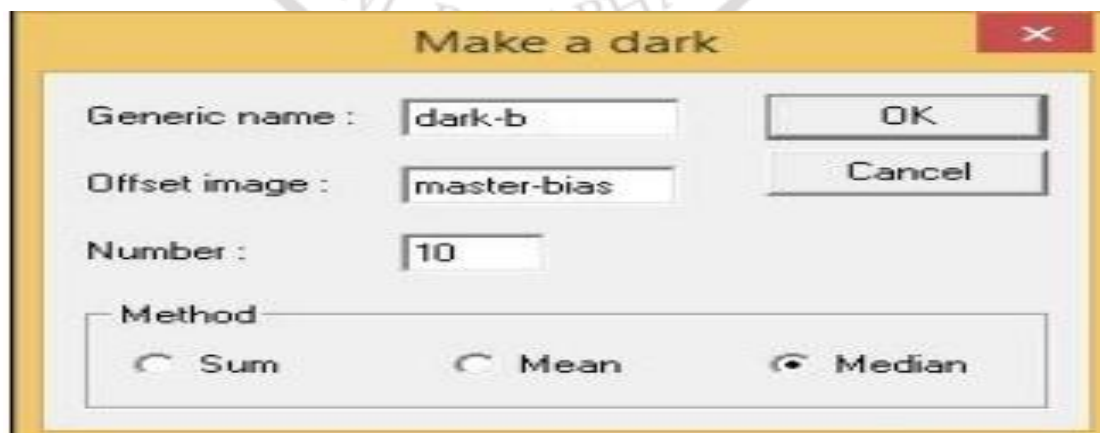 Make a dark
Generic name : dark-b OK
Offset image : master-bias Cancel
Number : 10
Method
Sum Mean Median